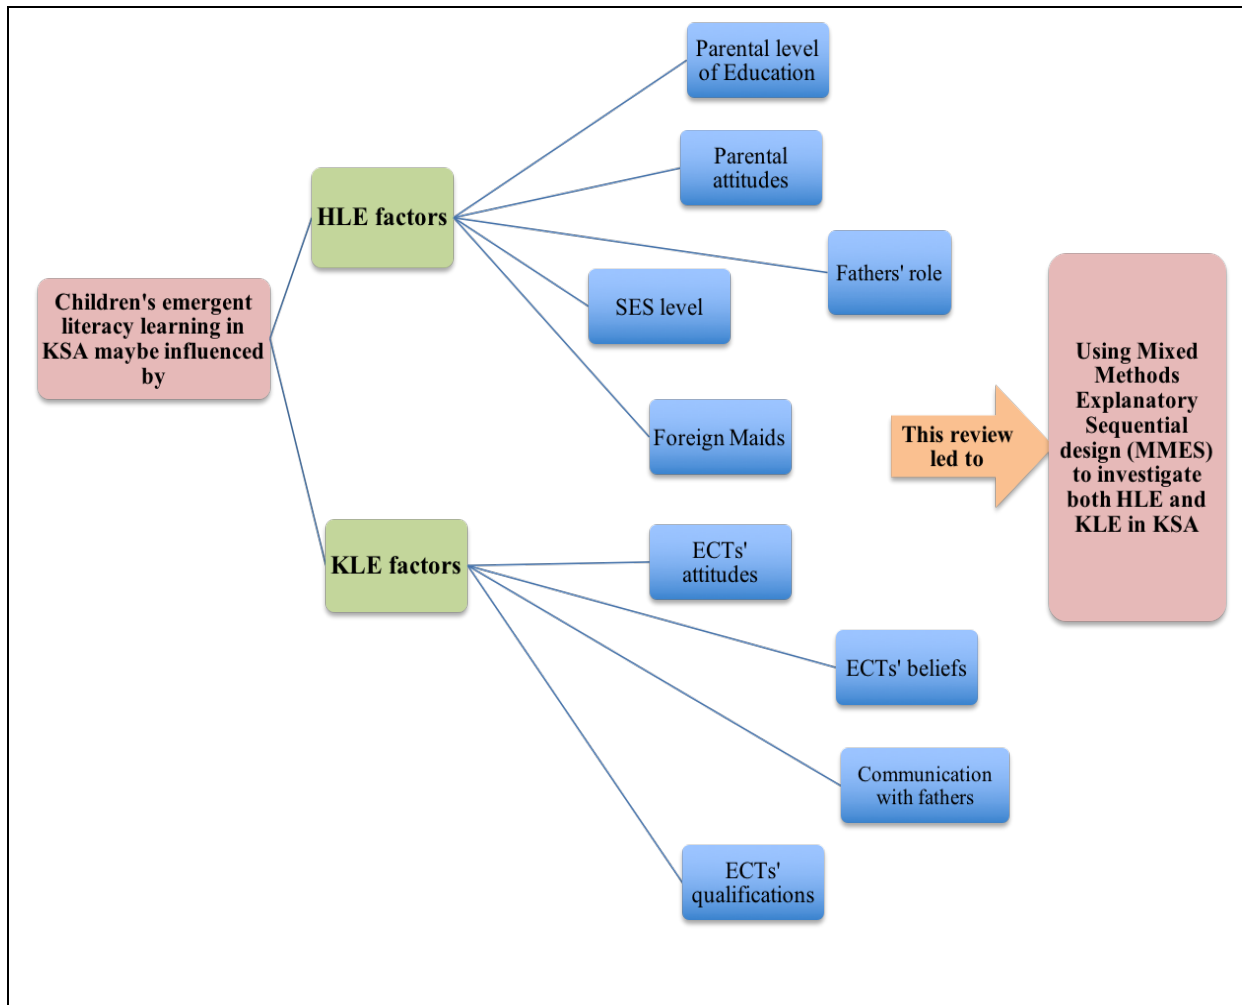 Children's emergent
literacy learning in
KSA maybe influenced
by
HLE factors
Parental level
of Education
Parental
attitudes
Fathers' role
SES level
Foreign Maids
KLE factors
ECTs'
attitudes
ECTs' beliefs
Communication
with fathers
ECTs'
qualifications
This review
led to
Using Mixed
Methods
Explanatory
Sequential
design (MMES)
to investigate
both HLE and
KLE in KSA